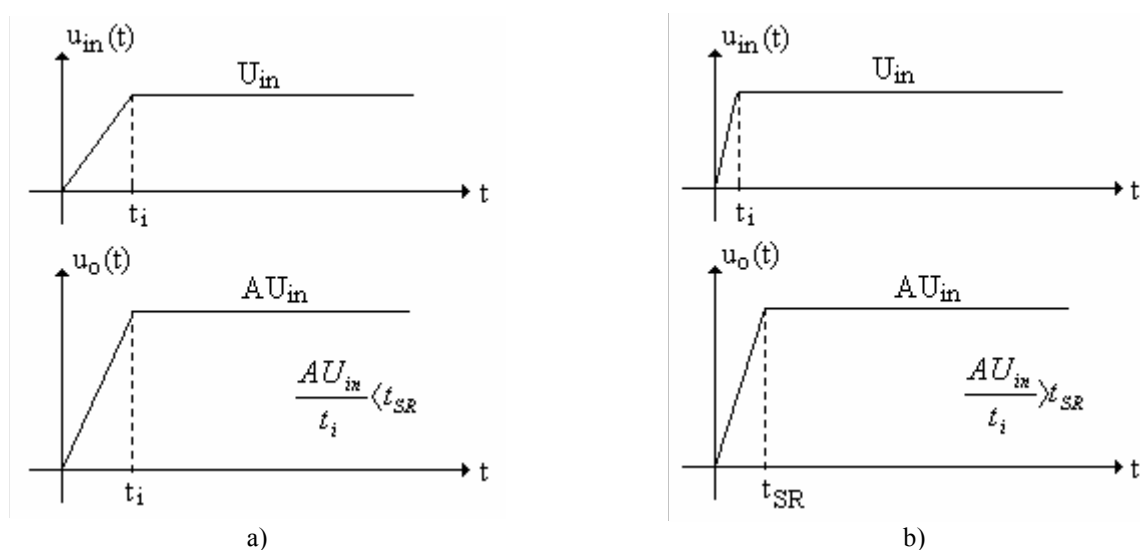 u_in(t)
U_in
t
t_i
u_o(t)
AU_in
AU_in
t_i
⟨t_SR
t
t_i
a)
u_in(t)
U_in
t
t_i
u_o(t)
AU_in
AU_in
t_i
⟩t_SR
t
t_SR
b)